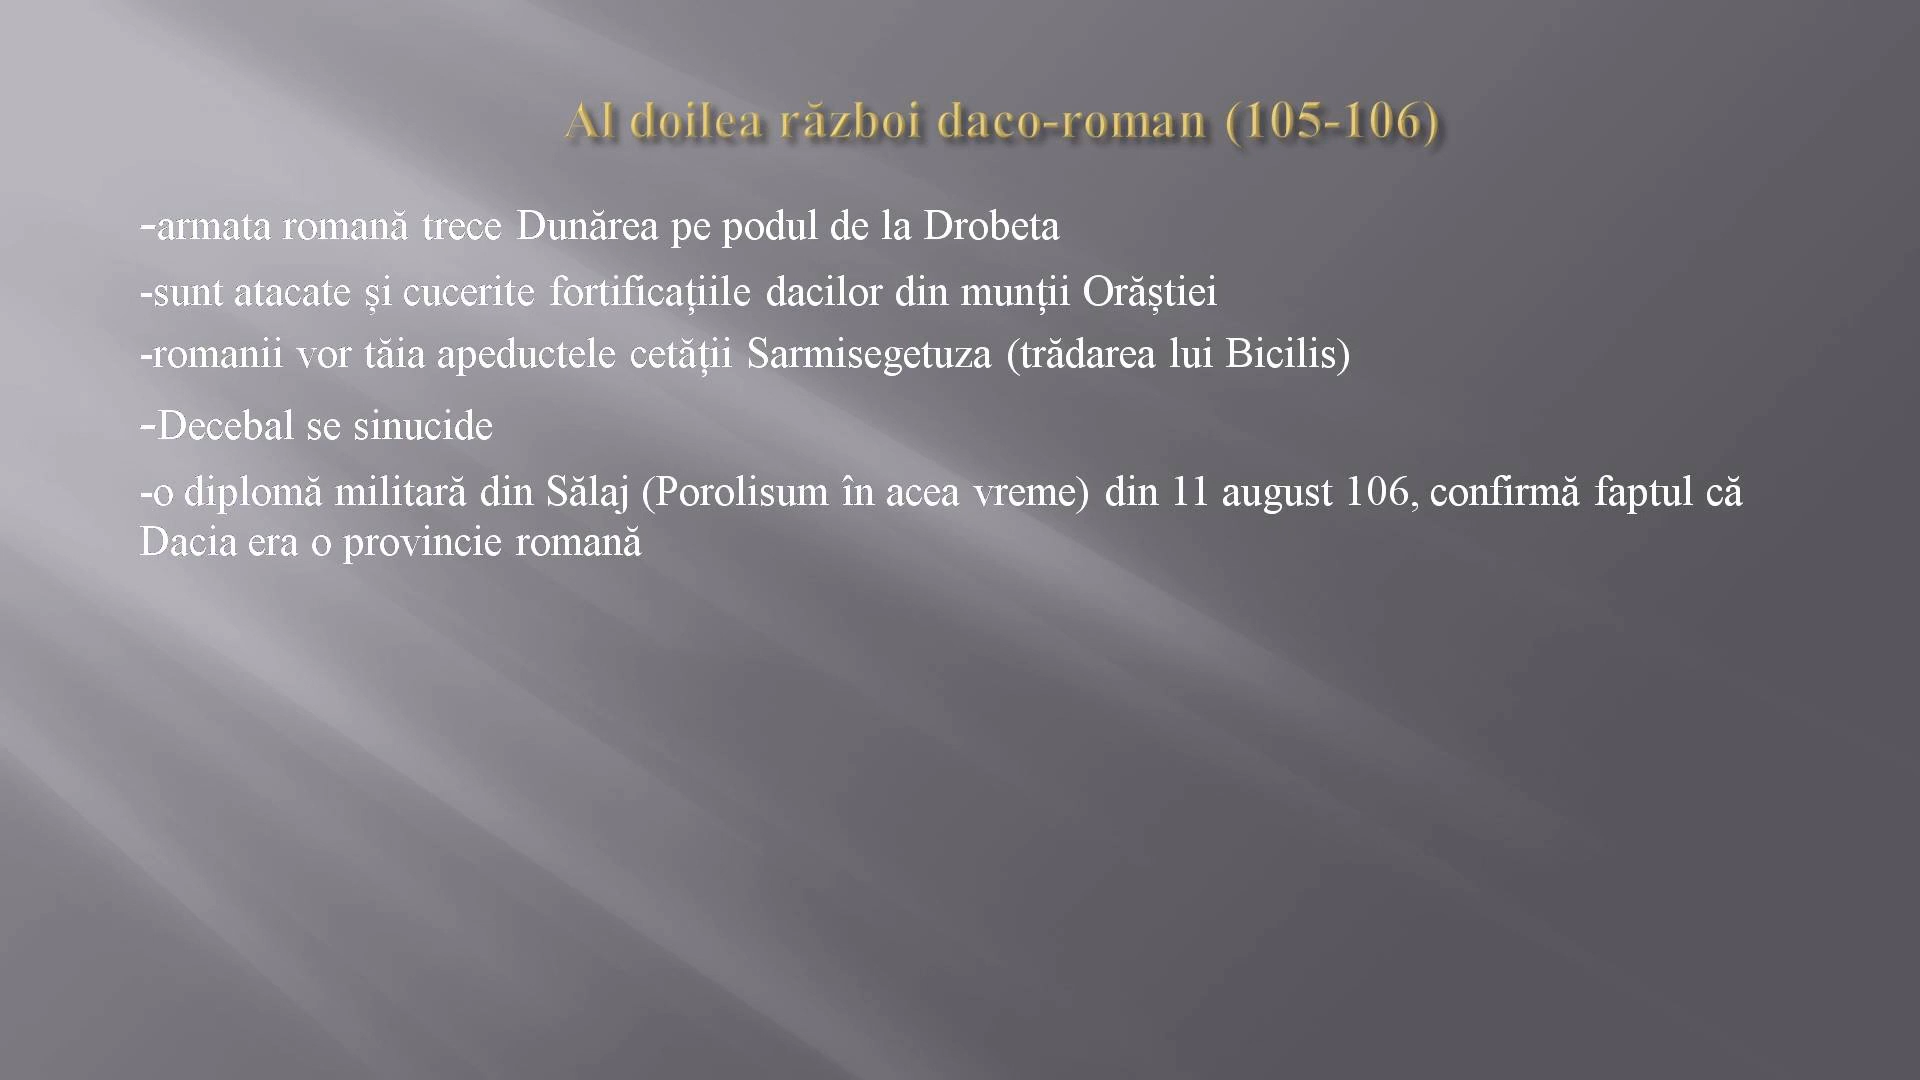 Al doilea război daco-roman (105-106)
-armata romană trece Dunărea pe podul de la Drobeta
-sunt atacate și cucerite fortificațiile dacilor din munții Orăștiei
-romanii vor tăia apeductele cetății Sarmisegetuza (trădarea lui Bicilis)
-Decebal se sinucide
-o diplomă militară din Sălaj (Porolisum în acea vreme) din 11 august 106, confirmă faptul că
Dacia era o provincie romană